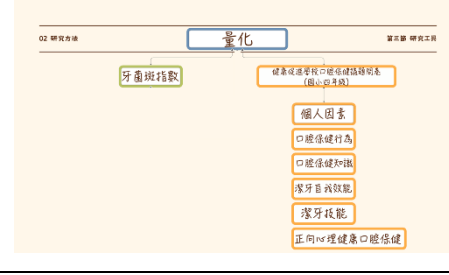 02 研究方法
量化
第三節 研究工具
牙菌斑指數
健康促進學校口腔保健議題問卷
(國小四年級)
個人因素
口腔保健行為
口腔保健知識
潔牙自我效能
潔牙技能
正向心理健康口腔保健